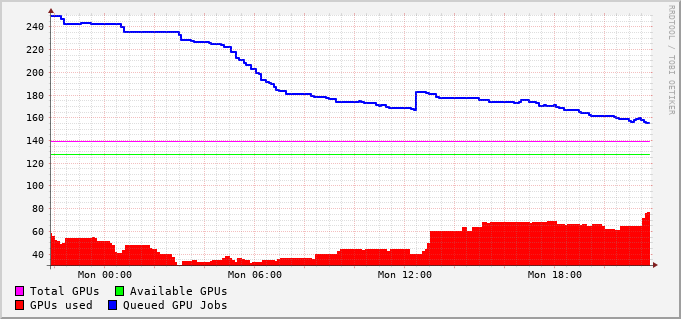 RRDTOOL / TOBI OETIKER
240
220
200
180
160
140
120
100
80
60
40
Mon 00:00 Mon 06:00 Mon 12:00 Mon 18:00
Total GPUs Available GPUs
GPUs used Queued GPU Jobs